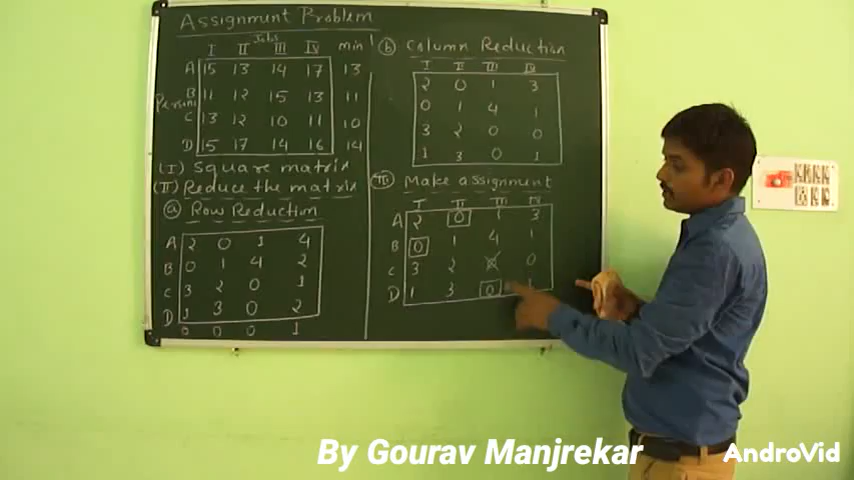 Assignment Problem
Jobs
I II III IV min
A 15 13 14 17 13
B 11 12 15 13 11
Persons
C 13 12 10 11 10
D 15 17 14 16 14
(I) Square matrix
(II) Reduce the matrix
(a) Row Reduction
A 2 0 1 4
B 0 1 4 2
C 3 2 0 1
D 1 3 0 2
0 0 0 1
(b) Column Reduction
I II III IV
2 0 1 3
0 1 4 1
3 2 0 0
1 3 0 1
(III) Make assignment
I II III IV
A 2 0 1 3
B 0 1 4 1
C 3 2 0 0
D 1 3 0
By Gourav Manjrekar
AndroVid